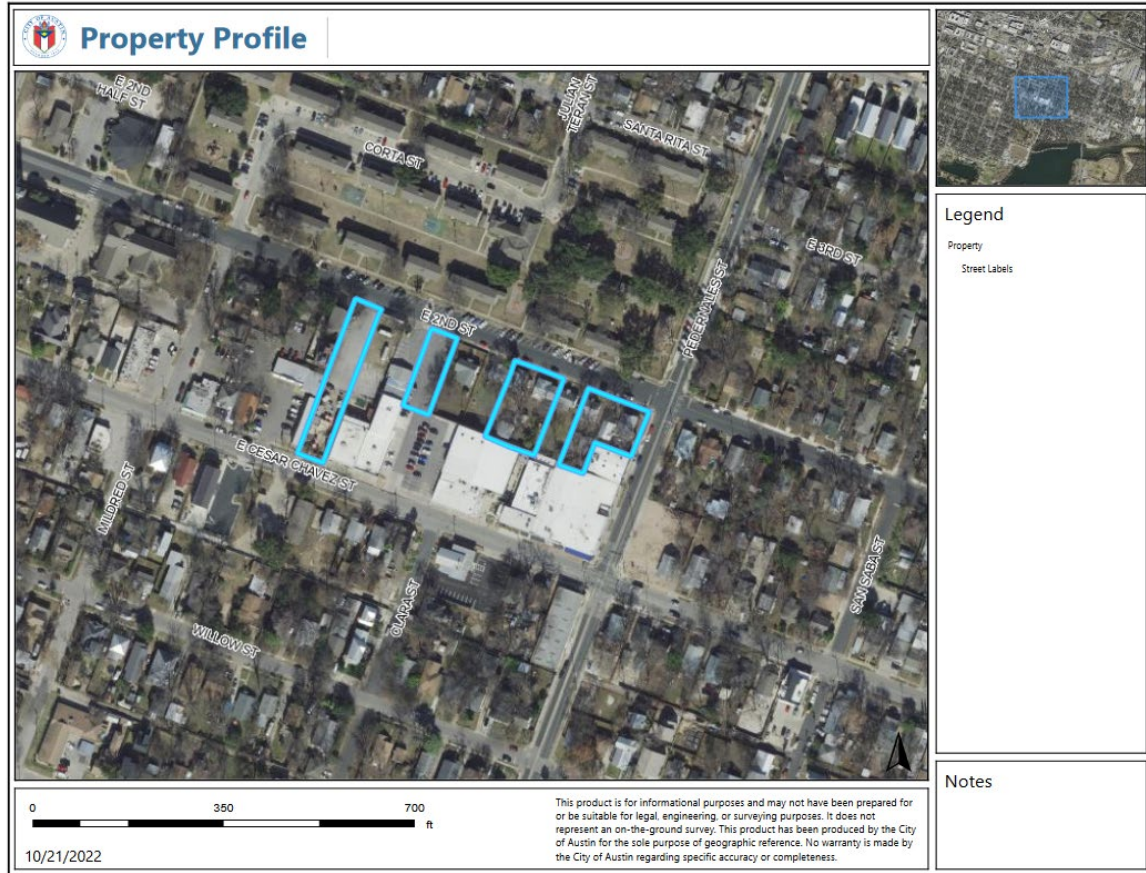 Property Profile
E 2ND
HALF ST
CORTA ST
JULIAN
TERAN ST
SANTA RITA ST
E 3RD ST
E 2ND ST
PEDERNALES ST
E CESAR CHAVEZ ST
MILDRED ST
CLARA ST
WILLOW ST
SAN SABA ST
Legend
Property
Street Labels
Notes
0 350 700
ft
10/21/2022
This product is for informational purposes and may not have been prepared for
or be suitable for legal, engineering, or surveying purposes. It does not
represent an on-the-ground survey. This product has been produced by the City
of Austin for the sole purpose of geographic reference. No warranty is made by
the City of Austin regarding specific accuracy or completeness.